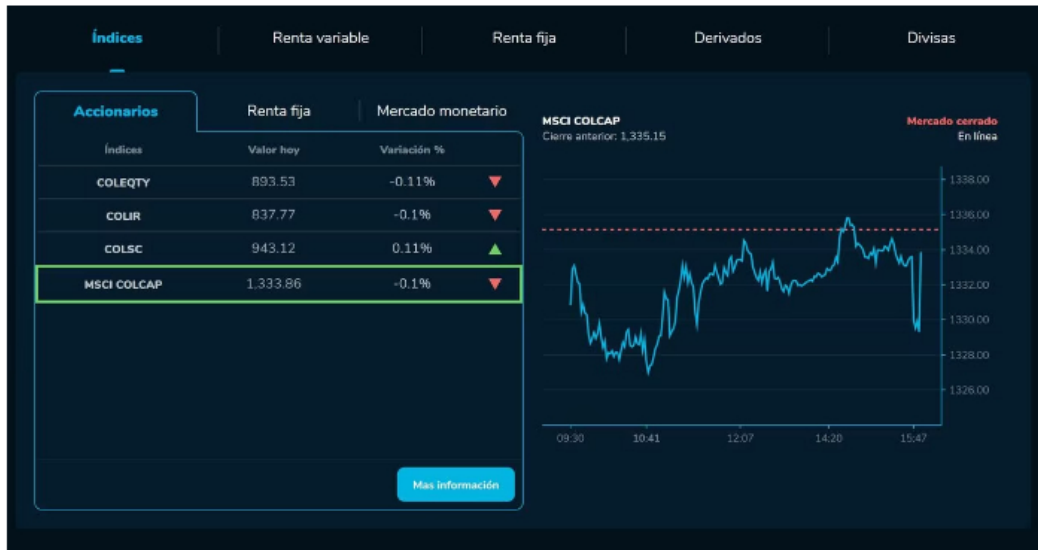 Índices Renta variable Renta fija Derivados Divisas
Accionarios Renta fija Mercado monetario
Índices Valor hoy Variación %
COLEQTY 893.53 -0.11%
COLIR 837.77 -0.1%
COLSC 943.12 0.11%
MSCI COLCAP 1.333.86 -0.1%
Mas información
MSCI COLCAP Mercado cerrado
Cierre anterior: 1,335.15 En línea
1338.00
1336.00
1334.00
1332.00
1330.00
1328.00
1326.00
09:30 10:41 12:07 14:20 15:47